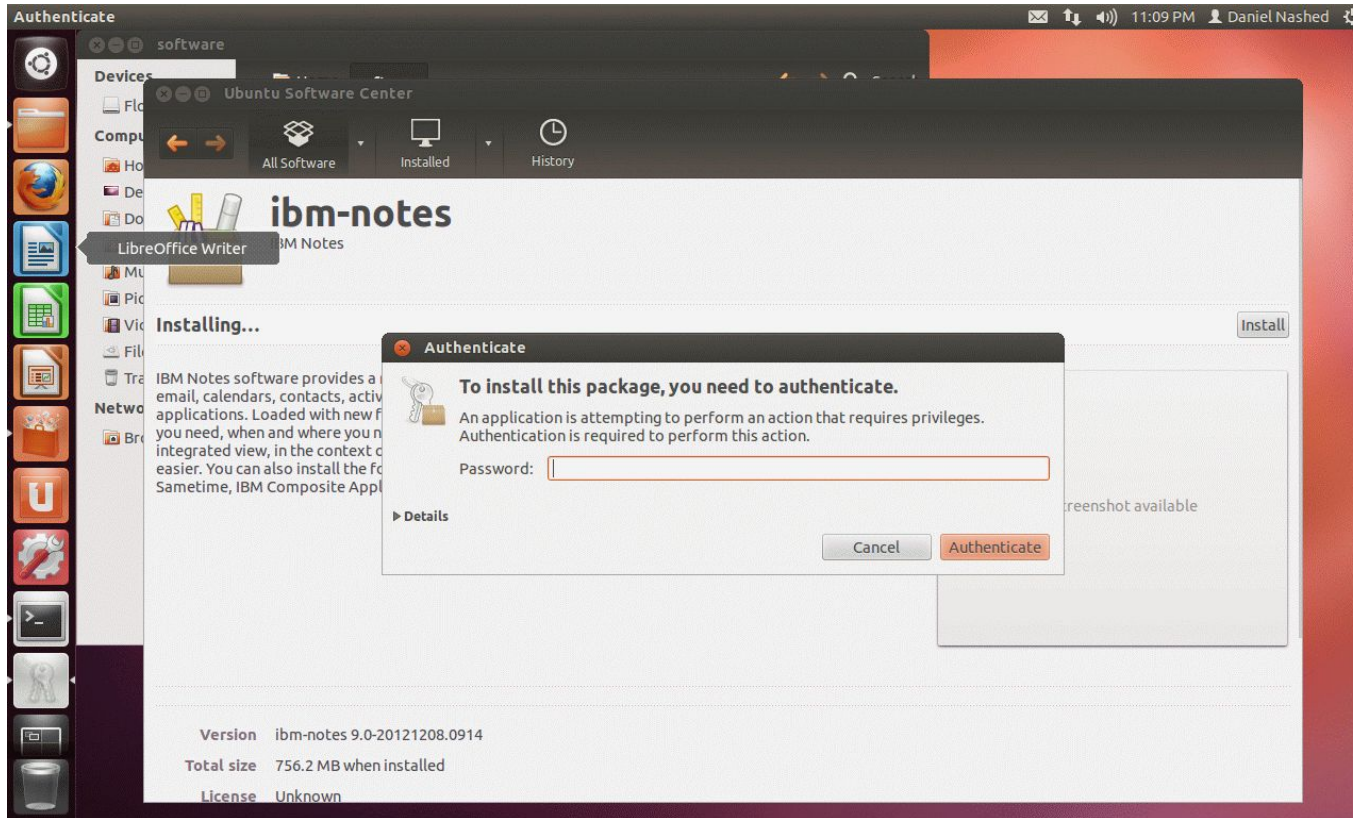 Authenticate
11:09 PM Daniel Nashed
software
Devices
Ubuntu Software Center
All Software
Installed
History
ibm-notes
IBM Notes
LibreOffice Writer
Installing...
Install
IBM Notes software provides a
email, calendars, contacts,
applications. Loaded with new
you need, when and where you
integrated view, in the context
easier. You can also install the
Sametime, IBM Composite
Authenticate
To install this package, you need to authenticate.
An application is attempting to perform an action that requires privileges.
Authentication is required to perform this action.
Password:
Details
Cancel
Authenticate
available
Version ibm-notes 9.0-20121208.0914
Total size 756.2 MB when installed
License Unknown